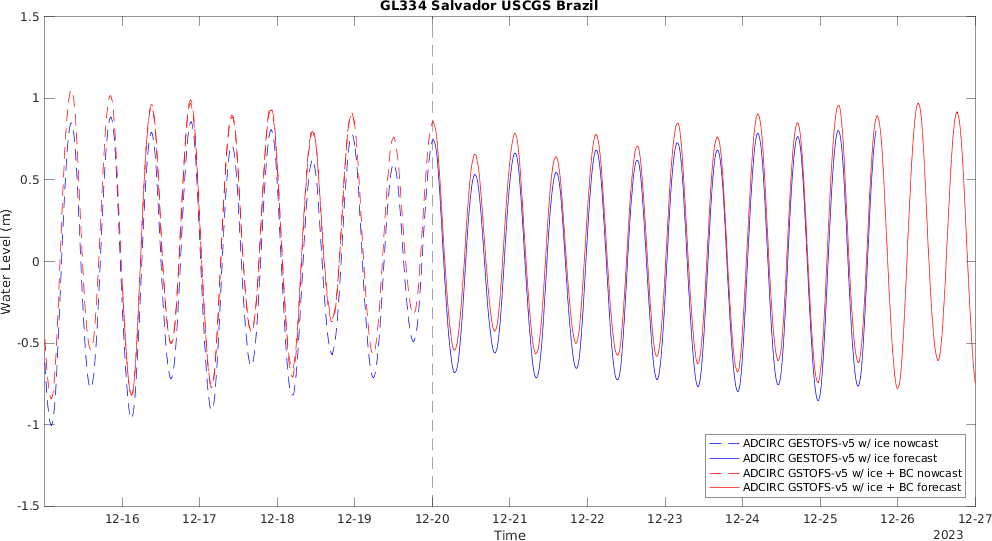 GL334 Salvador USCGS Brazil
1.5
1
0.5
0
-0.5
-1
-1.5
Water Level (m)
ADCIRC GESTOFS-v5 w/ ice nowcast
ADCIRC GESTOFS-v5 w/ ice forecast
ADCIRC GSTOFS-v5 w/ ice + BC nowcast
ADCIRC GSTOFS-v5 w/ ice + BC forecast
12-16 12-17 12-18 12-19 12-20 12-21 12-22 12-23 12-24 12-25 12-26 12-27
Time
2023